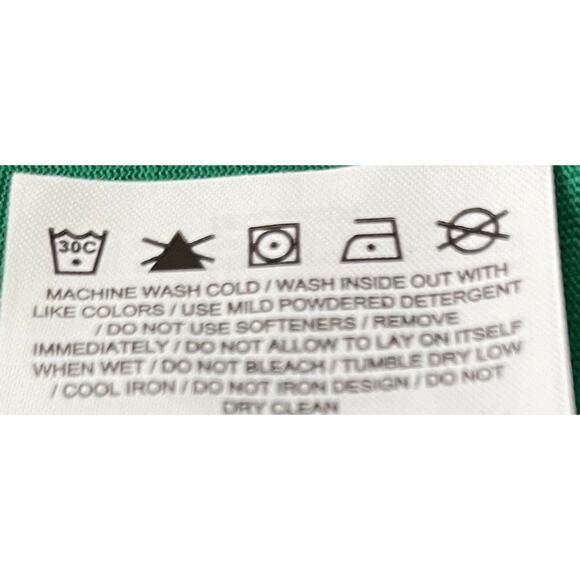 30C
MACHINE WASH COLD / WASH INSIDE OUT WITH
LIKE COLORS / USE MILD POWDERED DETERGENT
/ DO NOT USE SOFTENERS / REMOVE
IMMEDIATELY / DO NOT ALLOW TO LAY ON ITSELF
WHEN WET / DO NOT BLEACH / TUMBLE DRY LOW
/ COOL IRON / DO NOT IRON DESIGN / DO NOT
DRY CLEAN